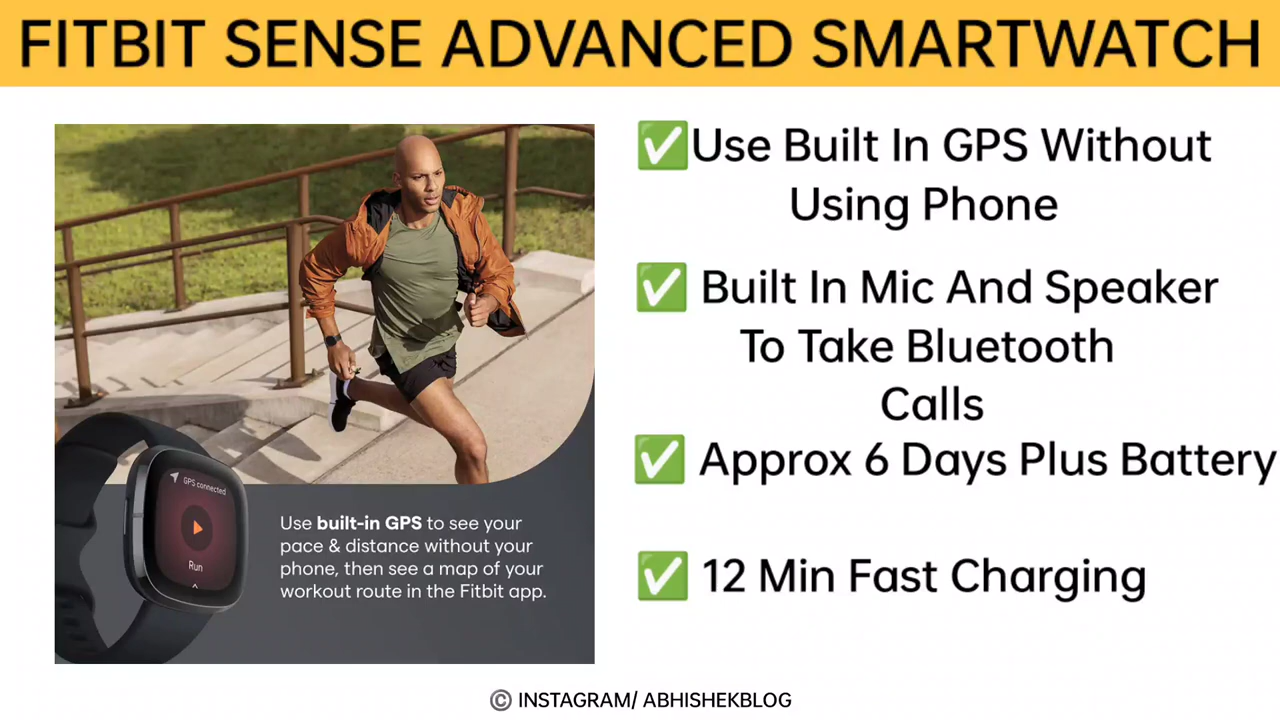 FITBIT SENSE ADVANCED SMARTWATCH
✅Use Built In GPS Without
Using Phone
✅ Built In Mic And Speaker
To Take Bluetooth
Calls
✅ Approx 6 Days Plus Battery
✅ 12 Min Fast Charging
GPS connected
Run
Use built-in GPS to see your
pace & distance without your
phone, then see a map of your
workout route in the Fitbit app.
© INSTAGRAM/ ABHISHEKBLOG